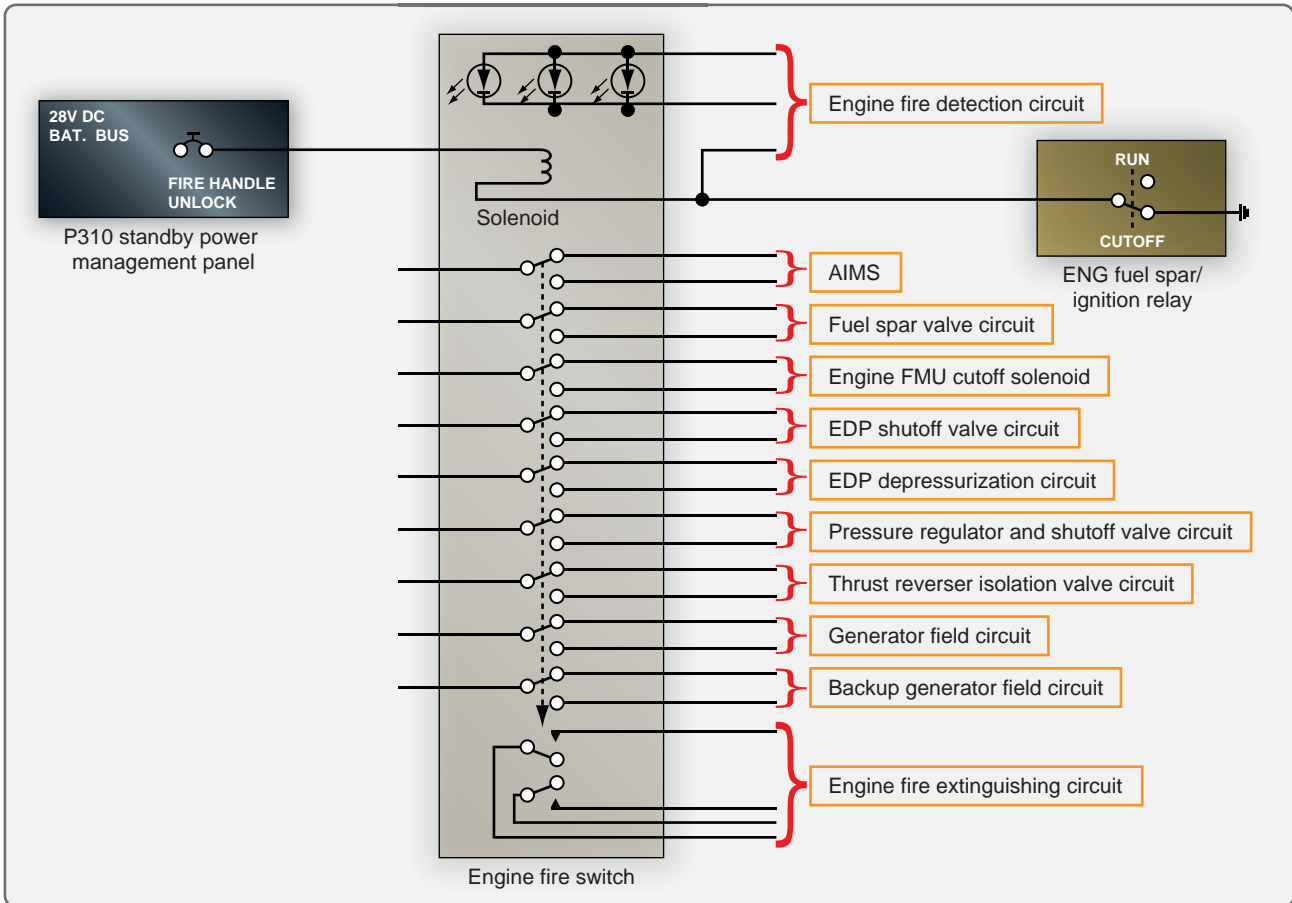 28V DC
BAT. BUS
FIRE HANDLE
UNLOCK
P310 standby power
management panel
Solenoid
Engine fire detection circuit
RUN
CUTOFF
ENG fuel spar/
ignition relay
AIMS
Fuel spar valve circuit
Engine FMU cutoff solenoid
EDP shutoff valve circuit
EDP depressurization circuit
Pressure regulator and shutoff valve circuit
Thrust reverser isolation valve circuit
Generator field circuit
Backup generator field circuit
Engine fire extinguishing circuit
Engine fire switch